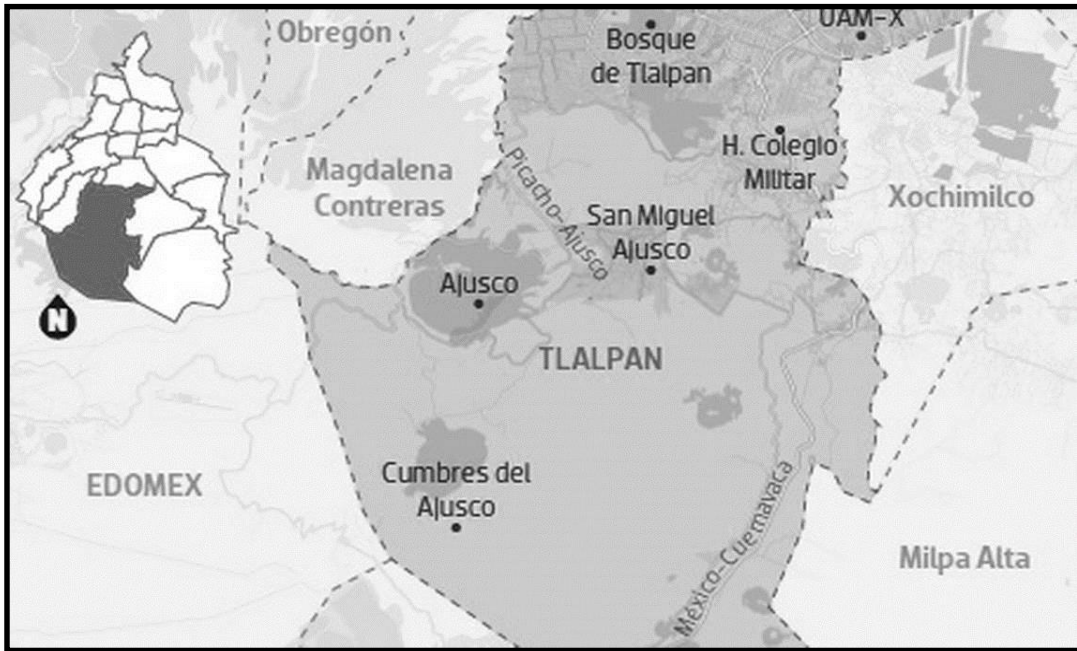 Obregón
UAM-X
Bosque
de Tlalpan
H. Colegio
Militar
Magdalena
Contreras
Picacho-Ajusco
Xochimilco
San Miguel
Ajusco
Ajusco
N
TLALPAN
EDOMEX
Cumbres del
Ajusco
México-Cuernavaca
Milpa Alta